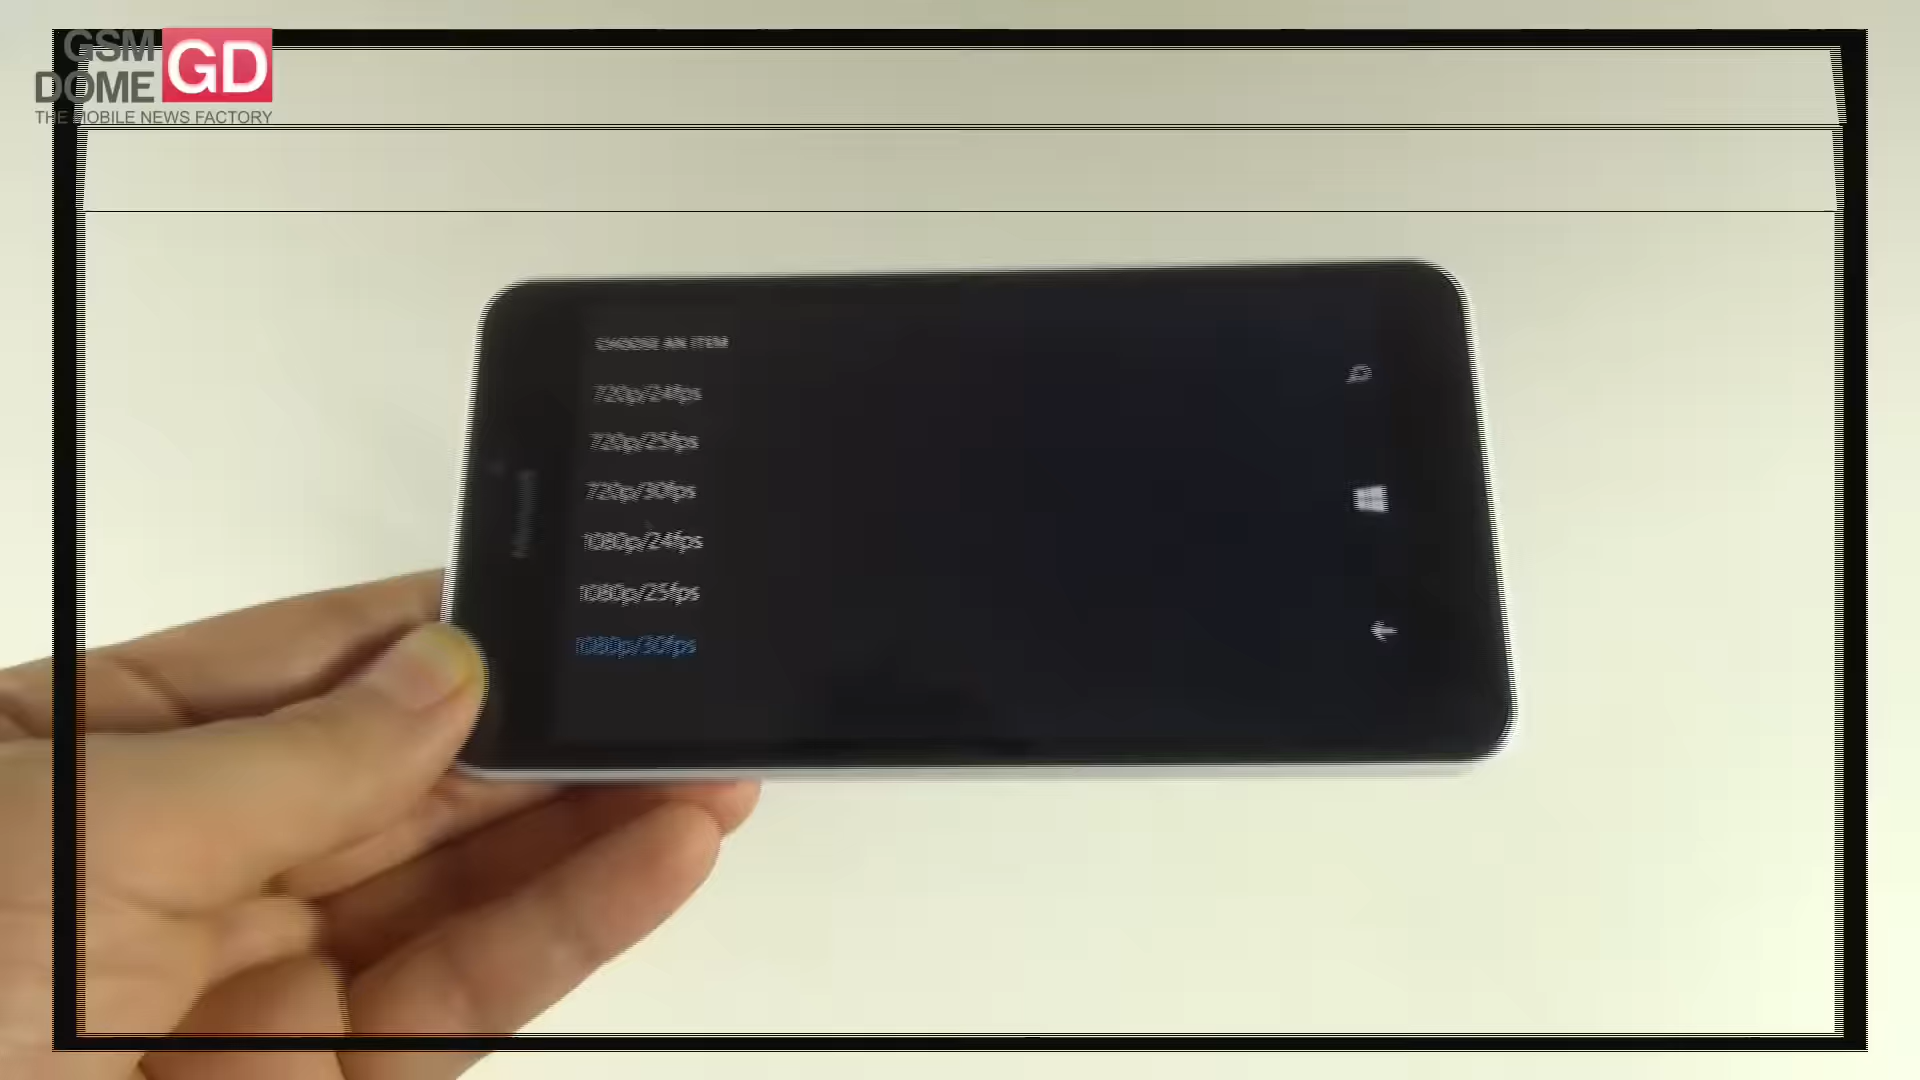 GSM
DOME
GD
THE MOBILE NEWS FACTORY
CHOOSE AN ITEM
720p/24fps
720p/25fps
720p/30fps
1080p/24fps
1080p/25fps
1080p/30fps
Microsoft